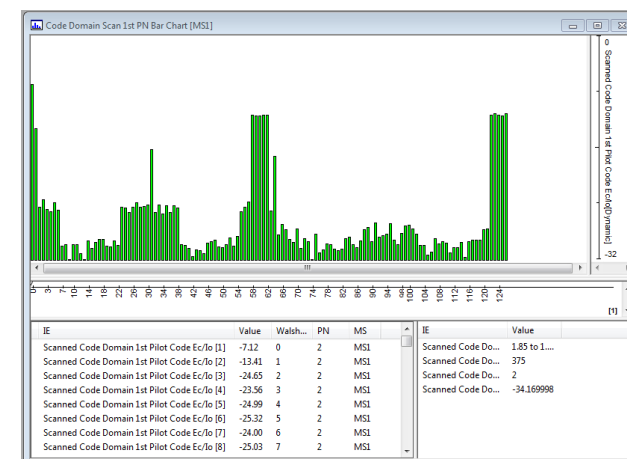 Code Domain Scan 1st PN Bar Chart [MS1]
0
Scanned Code Domain 1st Pilot Code Ec/Io[Dynamic]
-32
0- 3- 7- 10- 14- 18- 22- 26- 30- 34- 38- 42- 46- 50- 54- 58- 62- 66- 70- 74- 78- 82- 86- 90- 94- 98- 100- 104- 108- 112- 116- 120- 124-
[1]
IE Value Walsh... PN MS
Scanned Code Domain 1st Pilot Code Ec/Io [1] -7.12 0 2 MS1
Scanned Code Domain 1st Pilot Code Ec/Io [2] -13.41 1 2 MS1
Scanned Code Domain 1st Pilot Code Ec/Io [3] -24.65 2 2 MS1
Scanned Code Domain 1st Pilot Code Ec/Io [4] -23.56 3 2 MS1
Scanned Code Domain 1st Pilot Code Ec/Io [5] -24.99 4 2 MS1
Scanned Code Domain 1st Pilot Code Ec/Io [6] -25.32 5 2 MS1
Scanned Code Domain 1st Pilot Code Ec/Io [7] -24.00 6 2 MS1
Scanned Code Domain 1st Pilot Code Ec/Io [8] -25.03 7 2 MS1
IE Value
Scanned Code Do... 1.85 to 1....
Scanned Code Do... 375
Scanned Code Do... 2
Scanned Code Do... -34.169998